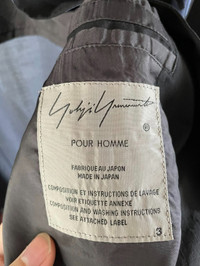 Yohji Yamamoto
®
POUR HOMME
FABRIQUE AU JAPON
MADE IN JAPAN
COMPOSITION ET INSTRUCTIONS DE LAVAGE
VOIR ETIQUETTE ANNEXE
COMPOSITION AND WASHING INSTRUCTIONS
SEE ATTACHED LABEL
3